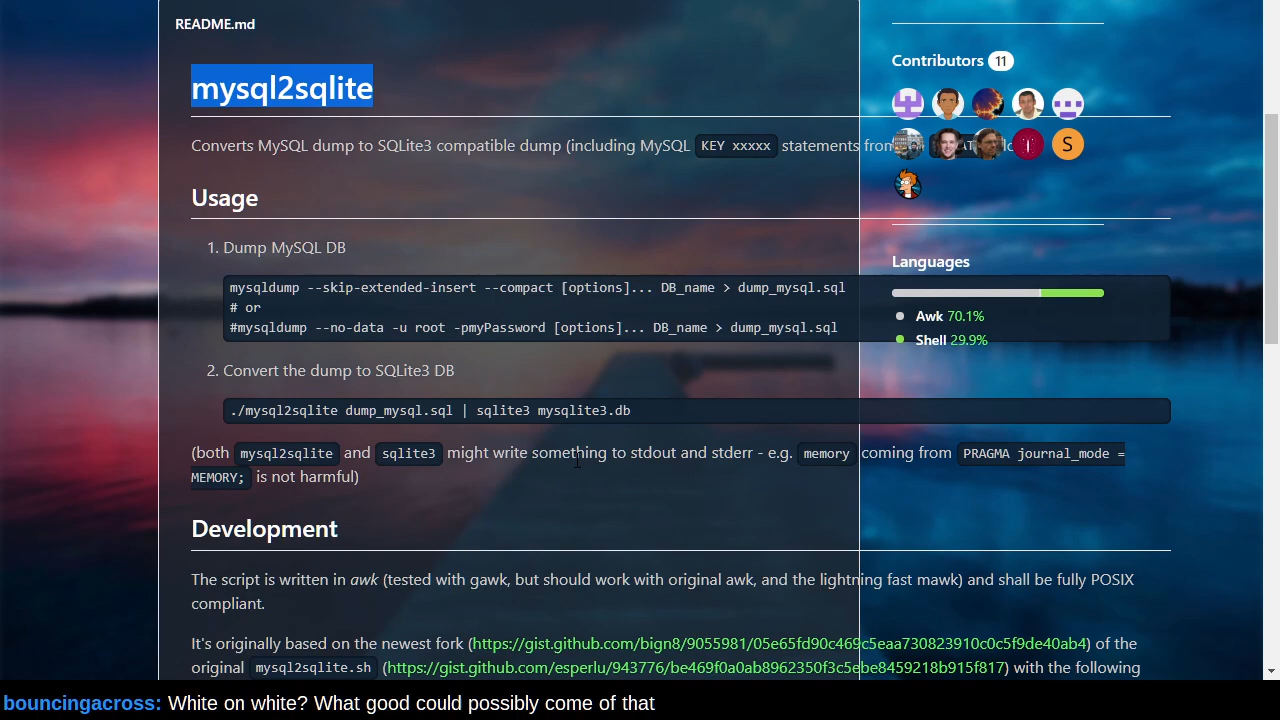 README.md
mysql2sqlite
Converts MySQL dump to SQLite3 compatible dump (including MySQL KEY xxxxx statements from
Usage
1. Dump MySQL DB
mysqldump --skip-extended-insert --compact [options]... DB_name > dump_mysql.sql
# or
#mysqldump --no-data -u root -pmyPassword [options]... DB_name > dump_mysql.sql
2. Convert the dump to SQLite3 DB
./mysql2sqlite dump_mysql.sql | sqlite3 mysqlite3.db
(both mysql2sqlite and sqlite3 might write something to stdout and stderr - e.g. memory coming from PRAGMA journal_mode =
MEMORY; is not harmful)
Development
The script is written in awk (tested with gawk, but should work with original awk, and the lightning fast mawk) and shall be fully POSIX
compliant.
It's originally based on the newest fork (https://gist.github.com/bign8/9055981/05e65fd90c469c5eaa730823910c0c5f9de40ab4) of the
original mysql2sqlite.sh (https://gist.github.com/esperlu/943776/be469f0a0ab8962350f3c5ebe8459218b915f817) with the following
Contributors 11
S
Languages
Awk 70.1%
Shell 29.9%
bouncingacross: White on white? What good could possibly come of that